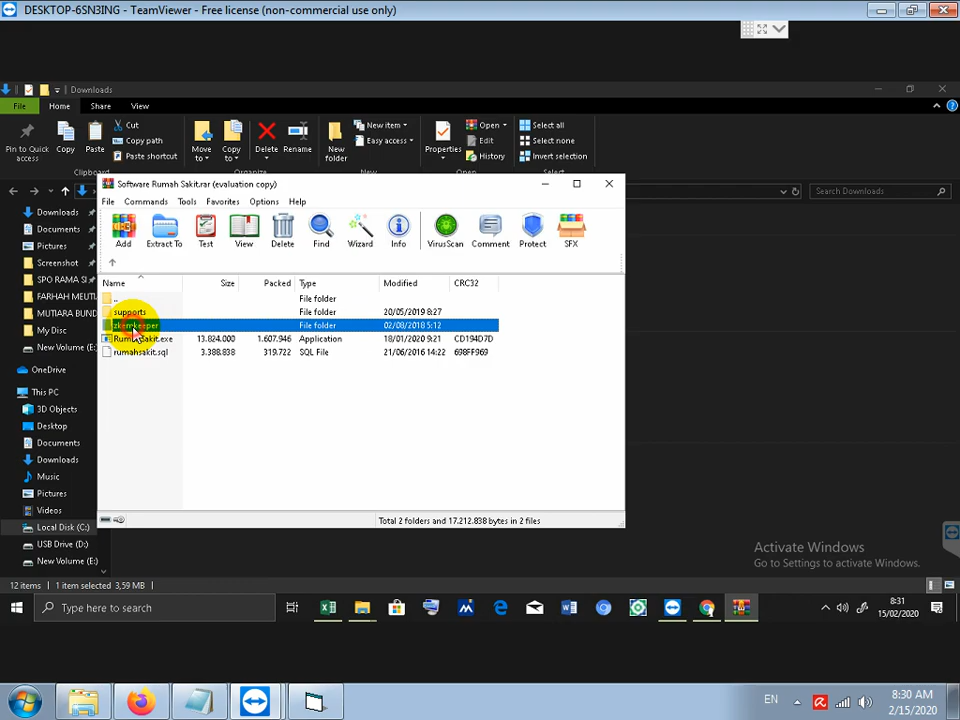 DESKTOP-6SN3ING - TeamViewer - Free license (non-commercial use only)
Downloads
File Home Share View
Pin to Quick access
Copy
Paste
Cut
Copy path
Paste shortcut
Move to
Copy to
Delete
Rename
New folder
New item
Easy access
Properties
Open
Edit
History
Select all
Select none
Invert selection
Clipboard
New
Open
Select
Search Downloads
Software Rumah Sakit.rar (evaluation copy)
File Commands Tools Favorites Options Help
Add Extract To Test View Delete Find Wizard Info VirusScan Comment Protect SFX
Name Size Packed Type Modified CRC32
.. File folder
supports File folder 20/05/2019 8:27
zkemkeeper File folder 02/08/2018 5:12
RumahSakit.exe 13.824.000 1.607.946 Application 18/01/2020 9:21 CD194D7D
rumahsakit.sql 3.388.838 319.722 SQL File 21/06/2016 14:22 698FF969
Total 2 folders and 17.212.838 bytes in 2 files
Downloads
Documents
Pictures
Screenshot
SPO RAMA SI
FARHAH MEUTI
MUTIARA BUND
My Disc
New Volume (E:)
OneDrive
This PC
3D Objects
Desktop
Documents
Downloads
Music
Pictures
Videos
Local Disk (C:)
USB Drive (D:)
New Volume (E:)
Activate Windows
Go to Settings to activate Windows.
12 items 1 item selected 3,59 MB
Type here to search
8:31
15/02/2020
EN
8:30 AM
2/15/2020